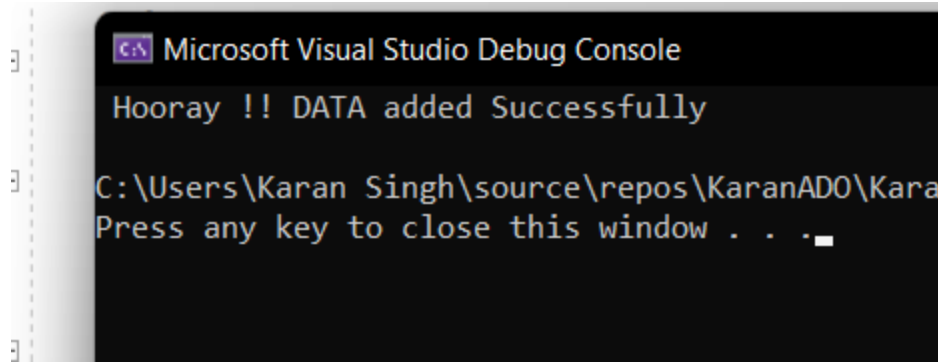 Microsoft Visual Studio Debug Console
Hooray !! DATA added Successfully
C:\Users\Karan Singh\source\repos\KaranADO\Kara
Press any key to close this window . . .